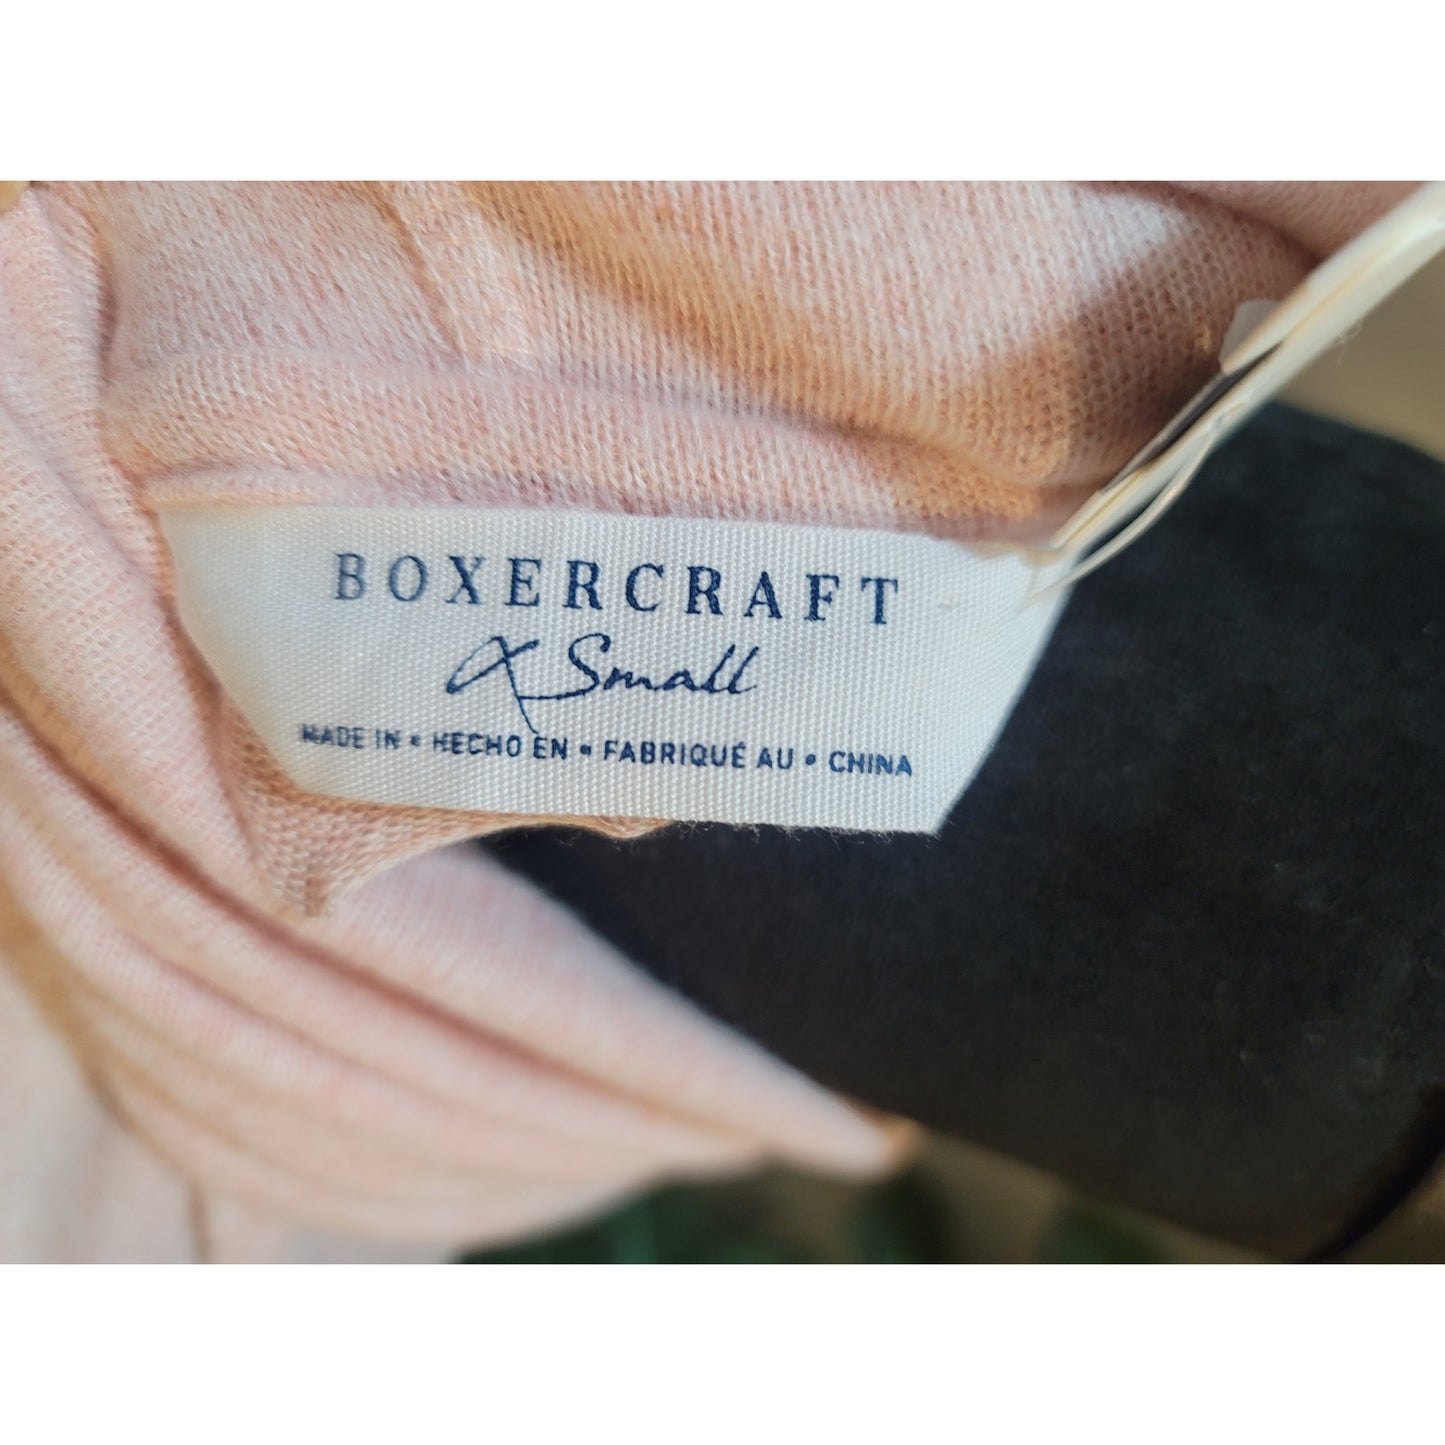 BOXERCRAFT
X Small
MADE IN • HECHO EN • FABRIQUÉ AU • CHINA